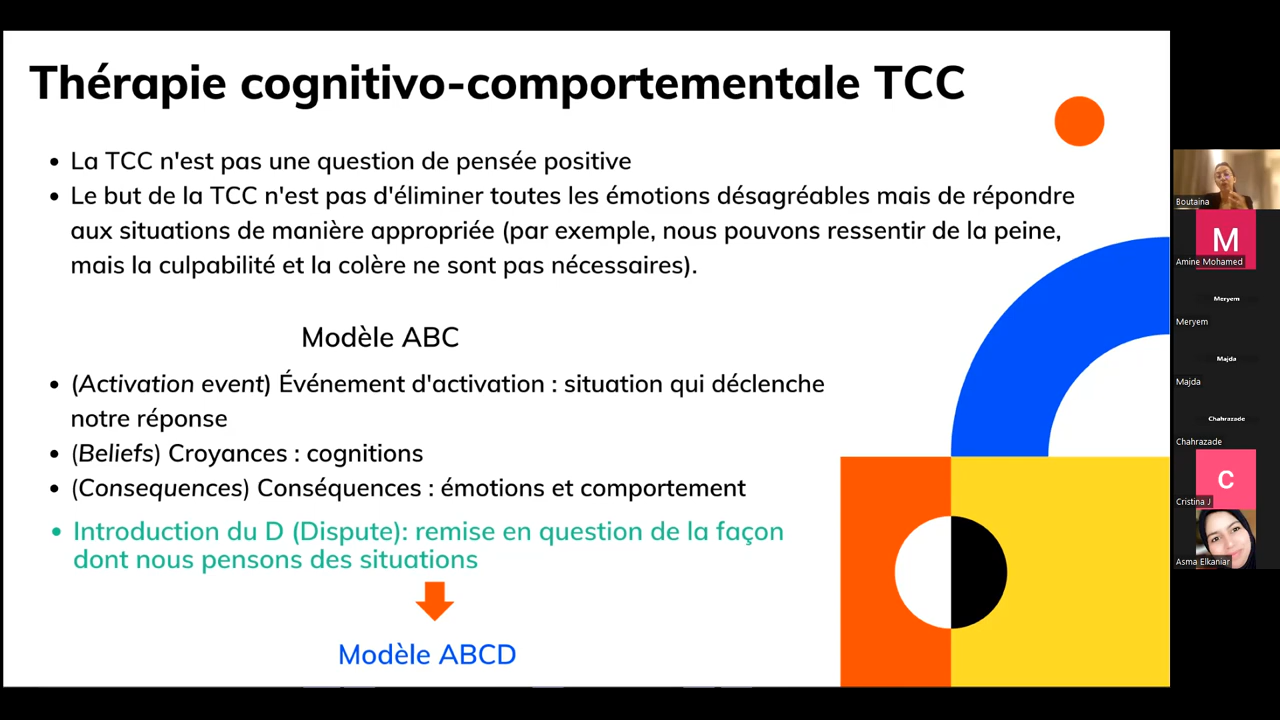 Thérapie cognitivo-comportementale TCC
• La TCC n'est pas une question de pensée positive
• Le but de la TCC n'est pas d'éliminer toutes les émotions désagréables mais de répondre
aux situations de manière appropriée (par exemple, nous pouvons ressentir de la peine,
mais la culpabilité et la colère ne sont pas nécessaires).
Modèle ABC
• (Activation event) Événement d'activation : situation qui déclenche
notre réponse
• (Beliefs) Croyances : cognitions
• (Consequences) Conséquences : émotions et comportement
• Introduction du D (Dispute): remise en question de la façon
dont nous pensons des situations
Modèle ABCD
Boutaina
M
Amine Mohamed
Meryem
Meryem
Majda
Majda
Chahrazade
Chahrazade
C
Cristina J
Asma Elkaniar